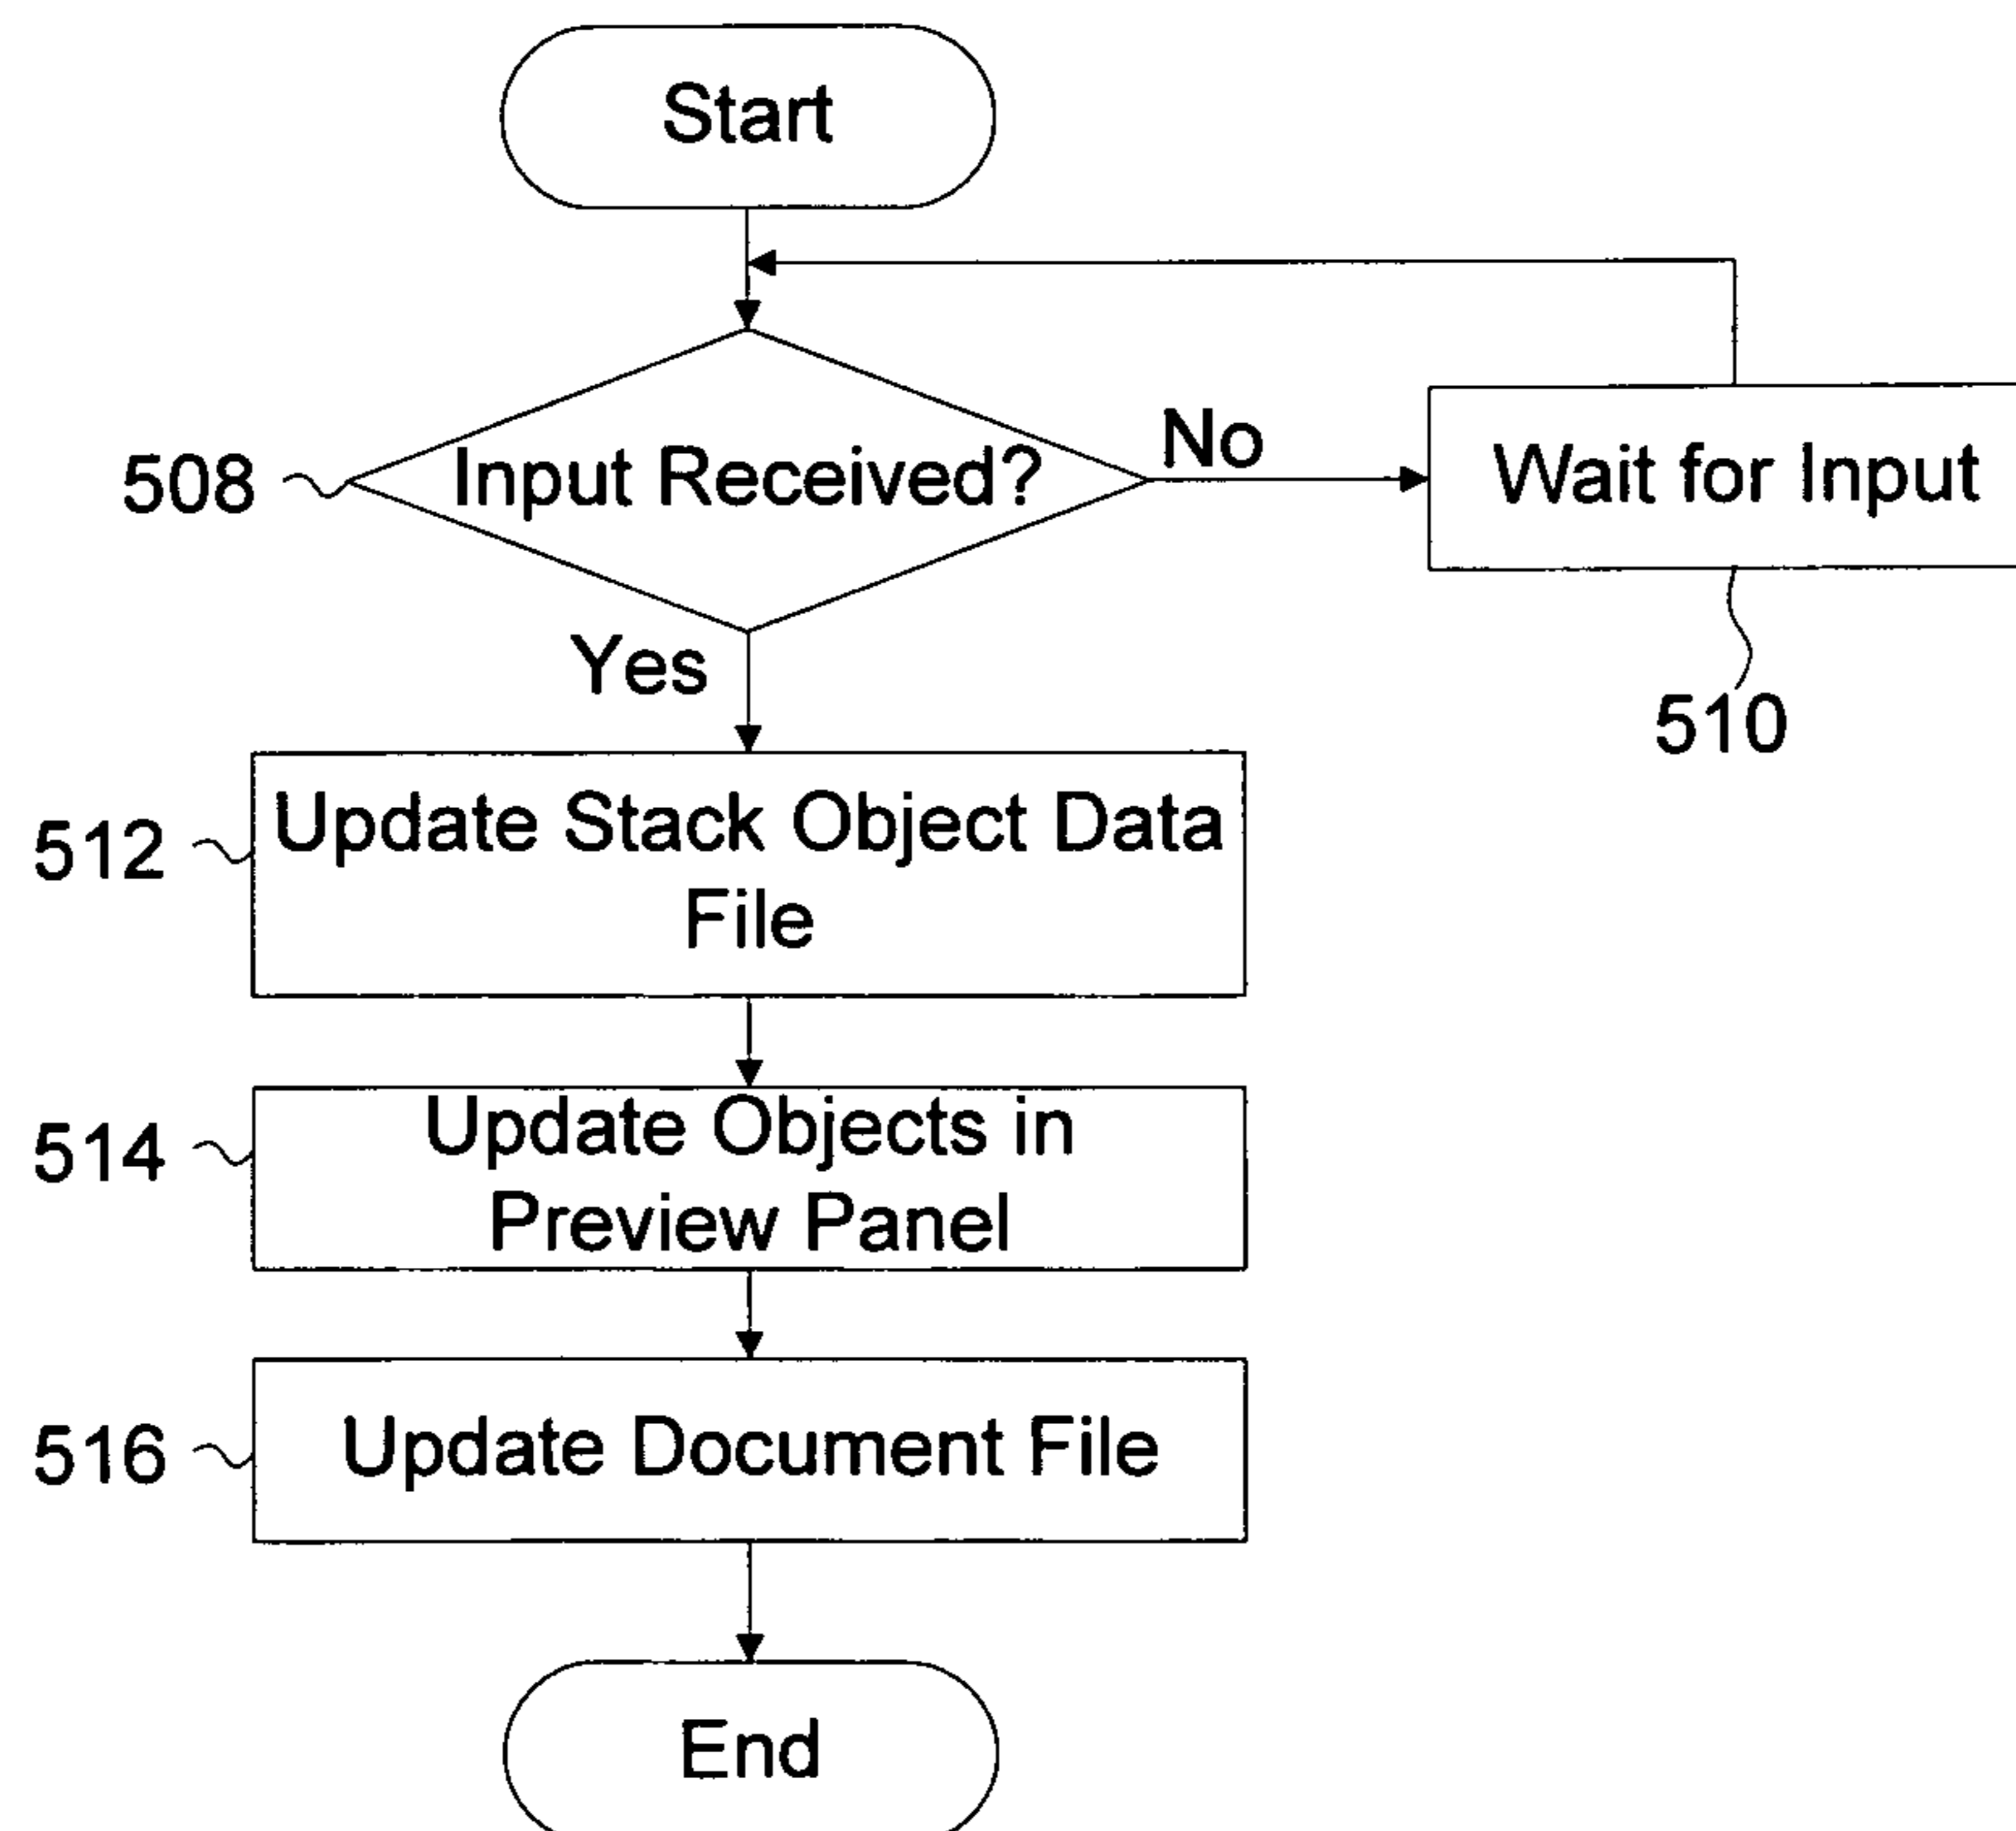 Start
508
Input Received?
No
Wait for Input
510
Yes
512
Update Stack Object Data
File
514
Update Objects in
Preview Panel
516
Update Document File
End